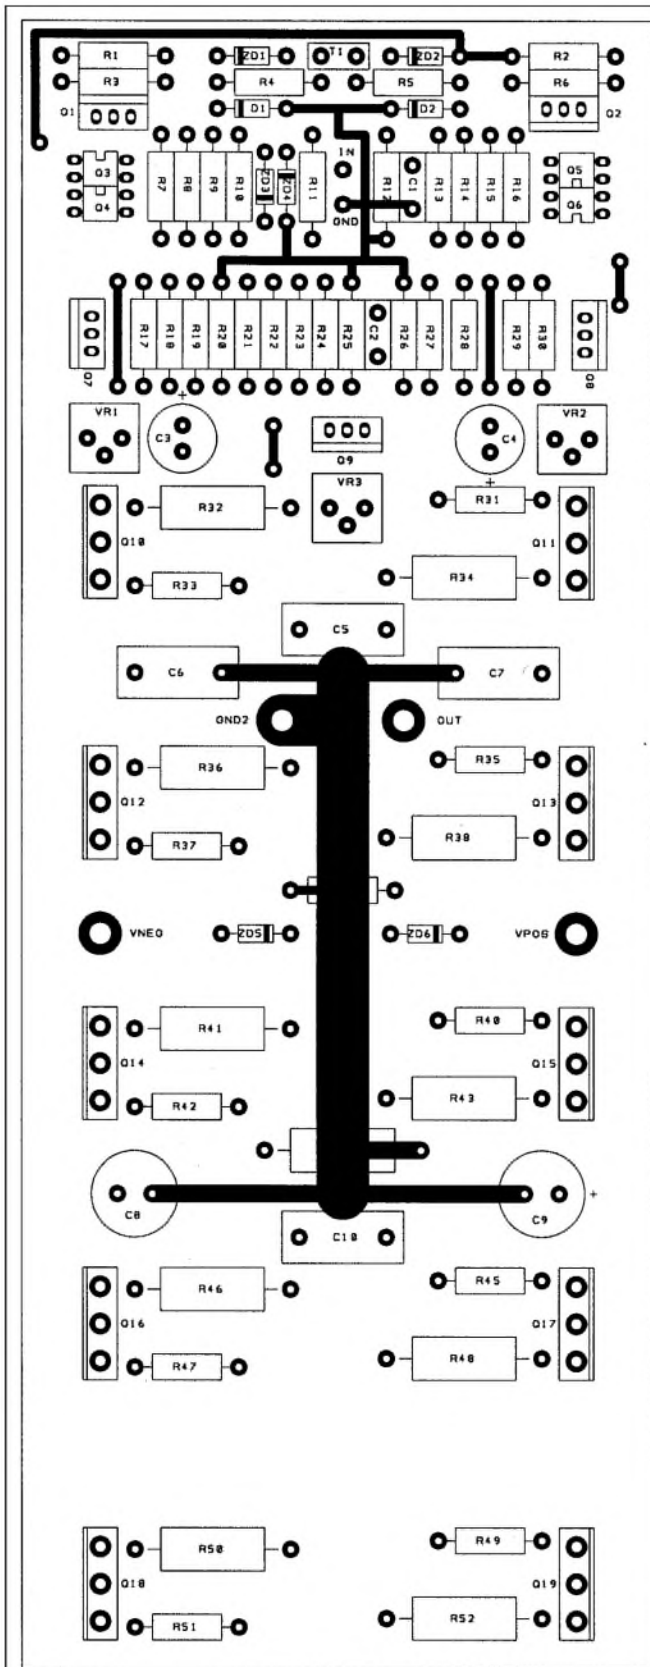 R1 ZD1 T1 ZD2 R2
R3 R4 R5 R6
Q1 D1 D2 Q2
IN
Q3 Q5
Q4 Q6
R7 R8 R9 R10 ZD3 ZD4 R11 R12 C1 R13 R14 R15 R16
GND
R17 R18 R19 R20 R21 R22 R23 R24 R25 C2 R26 R27 R28 R29 R30
Q7 Q8
+
VR1 VR2
C3 C4
Q9
+
VR3
R32 R31
Q10 Q11
R33 R34
C5
C6 C7
GND2 OUT
R36 R35
Q12 Q13
R37 R38
VNEG ZD5 ZD6 VPOS
R41 R40
Q14 Q15
R42 R43
+
C8 C9
C10
R46 R45
Q16 Q17
R47 R48
R50 R49
Q18 Q19
R51 R52